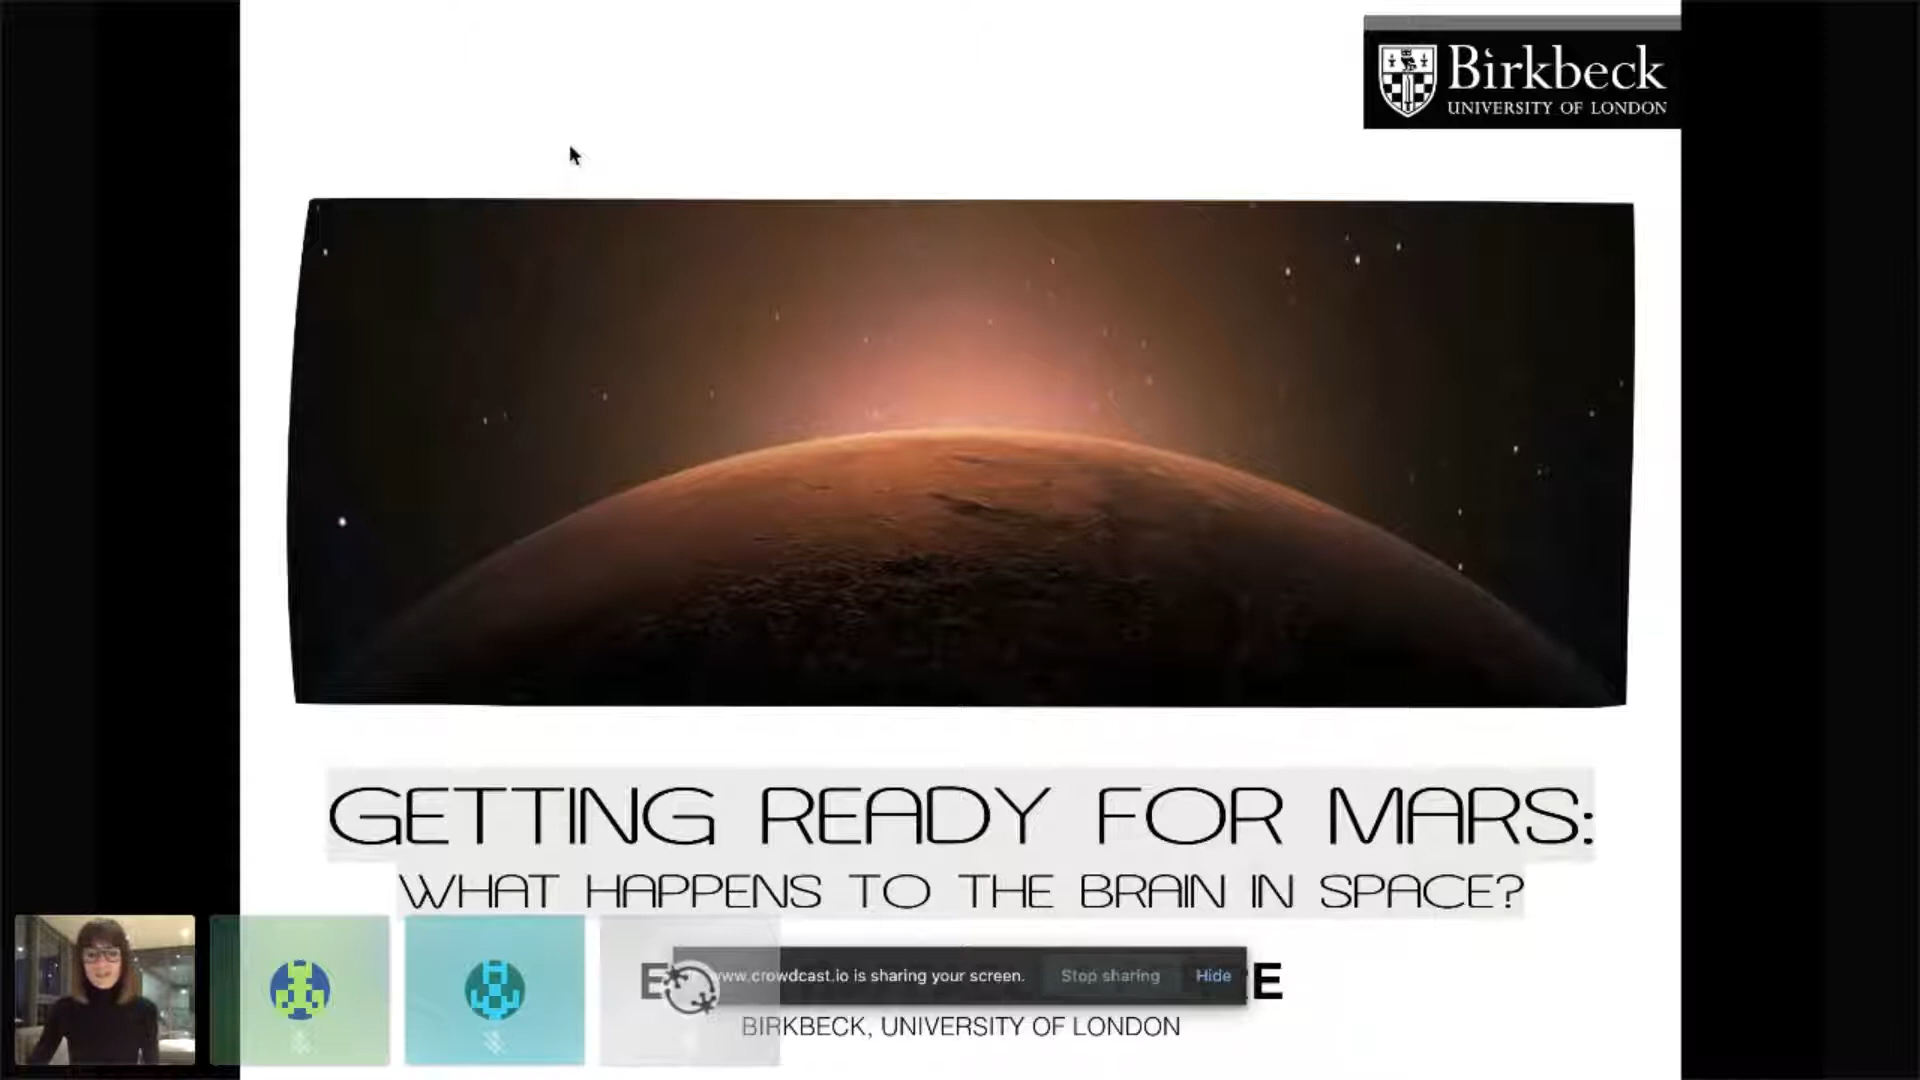 Birkbeck
UNIVERSITY OF LONDON
GETTING READY FOR MARS:
WHAT HAPPENS TO THE BRAIN IN SPACE?
www.crowdcast.io is sharing your screen. Stop sharing Hide
BIRKBECK, UNIVERSITY OF LONDON